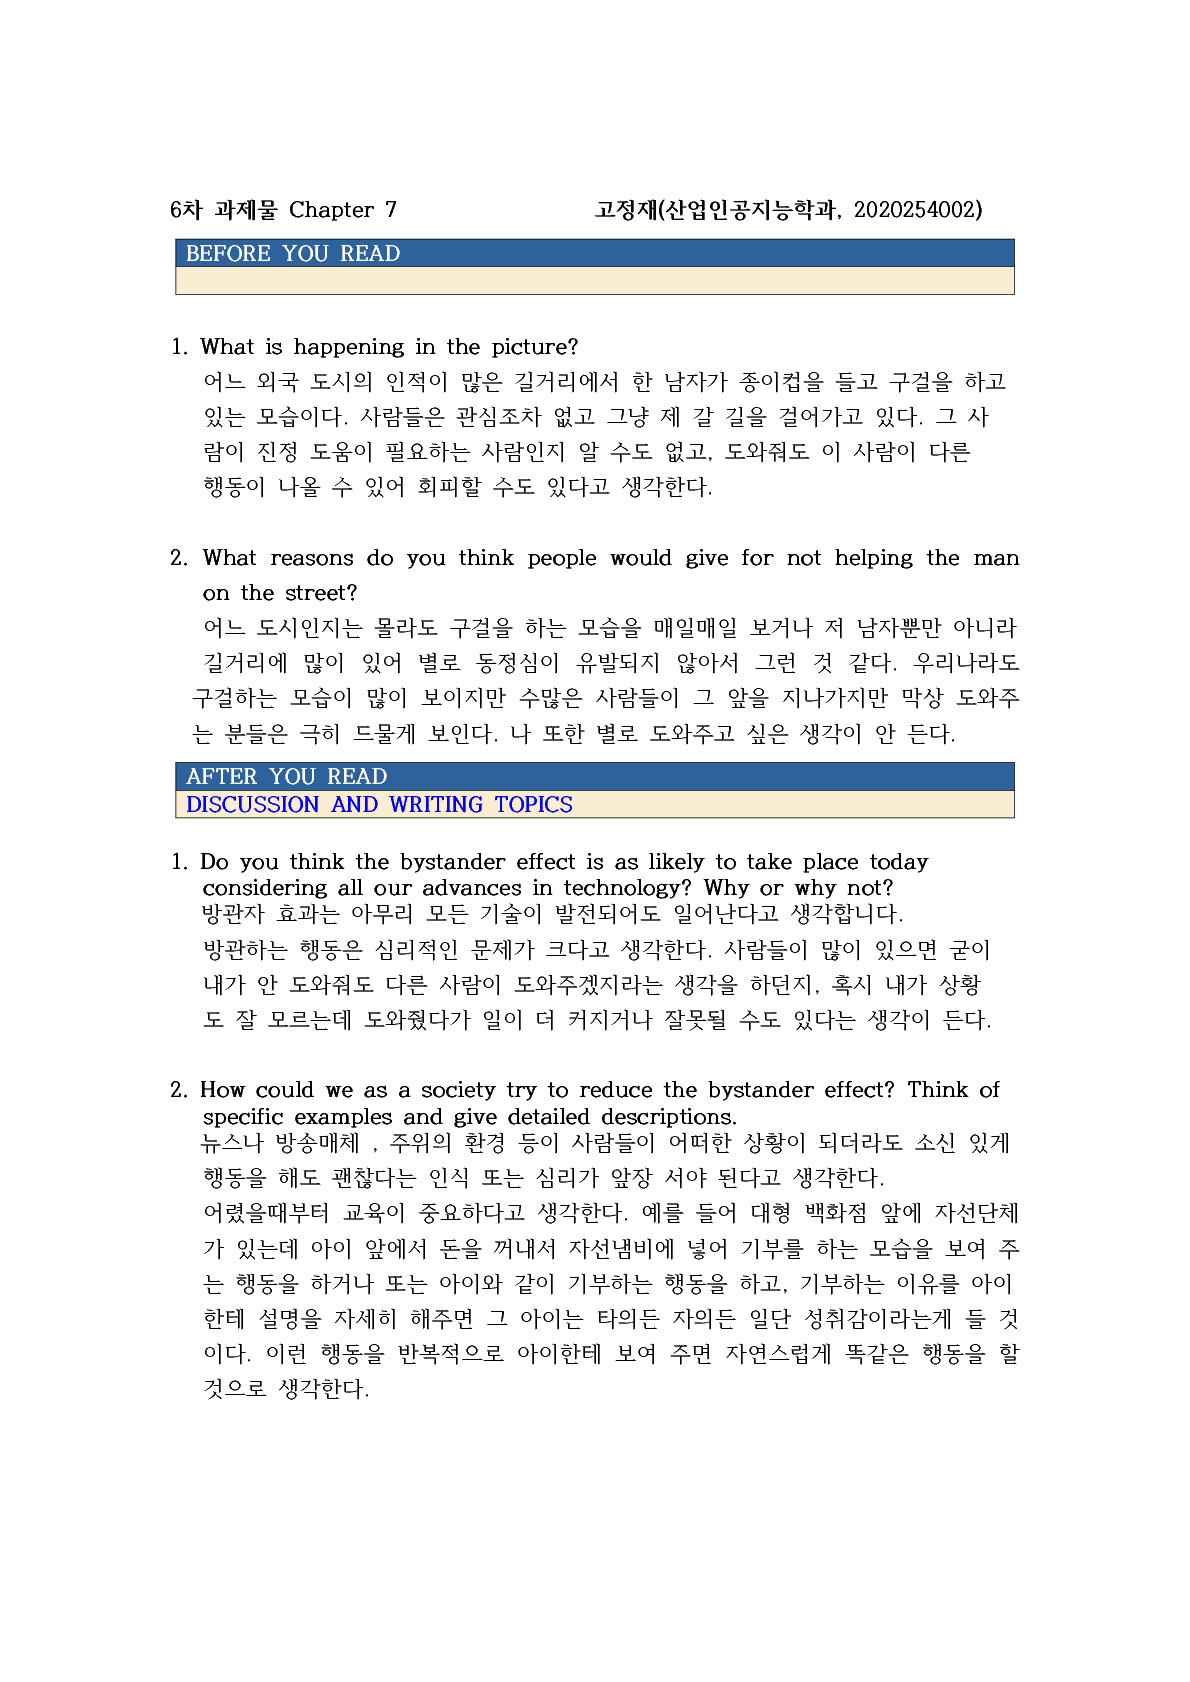 6차 과제물 Chapter 7 고정재(산업인공지능학과, 2020254002)
BEFORE YOU READ
1. What is happening in the picture?
어느 외국 도시의 인적이 많은 길거리에서 한 남자가 종이컵을 들고 구걸을 하고
있는 모습이다. 사람들은 관심조차 없고 그냥 제 갈 길을 걸어가고 있다. 그 사
람이 진정 도움이 필요하는 사람인지 알 수도 없고, 도와줘도 이 사람이 다른
행동이 나올 수 있어 회피할 수도 있다고 생각한다.
2. What reasons do you think people would give for not helping the man
on the street?
어느 도시인지는 몰라도 구걸을 하는 모습을 매일매일 보거나 저 남자뿐만 아니라
길거리에 많이 있어 별로 동정심이 유발되지 않아서 그런 것 같다. 우리나라도
구걸하는 모습이 많이 보이지만 수많은 사람들이 그 앞을 지나가지만 막상 도와주
는 분들은 극히 드물게 보인다. 나 또한 별로 도와주고 싶은 생각이 안 든다.
AFTER YOU READ
DISCUSSION AND WRITING TOPICS
1. Do you think the bystander effect is as likely to take place today
considering all our advances in technology? Why or why not?
방관자 효과는 아무리 모든 기술이 발전되어도 일어난다고 생각합니다.
방관하는 행동은 심리적인 문제가 크다고 생각한다. 사람들이 많이 있으면 굳이
내가 안 도와줘도 다른 사람이 도와주겠지라는 생각을 하던지, 혹시 내가 상황
도 잘 모르는데 도와줬다가 일이 더 커지거나 잘못될 수도 있다는 생각이 든다.
2. How could we as a society try to reduce the bystander effect? Think of
specific examples and give detailed descriptions.
뉴스나 방송매체 , 주위의 환경 등이 사람들이 어떠한 상황이 되더라도 소신 있게
행동을 해도 괜찮다는 인식 또는 심리가 앞장 서야 된다고 생각한다.
어렸을때부터 교육이 중요하다고 생각한다. 예를 들어 대형 백화점 앞에 자선단체
가 있는데 아이 앞에서 돈을 꺼내서 자선냄비에 넣어 기부를 하는 모습을 보여 주
는 행동을 하거나 또는 아이와 같이 기부하는 행동을 하고, 기부하는 이유를 아이
한테 설명을 자세히 해주면 그 아이는 타의든 자의든 일단 성취감이라는게 들 것
이다. 이런 행동을 반복적으로 아이한테 보여 주면 자연스럽게 똑같은 행동을 할
것으로 생각한다.